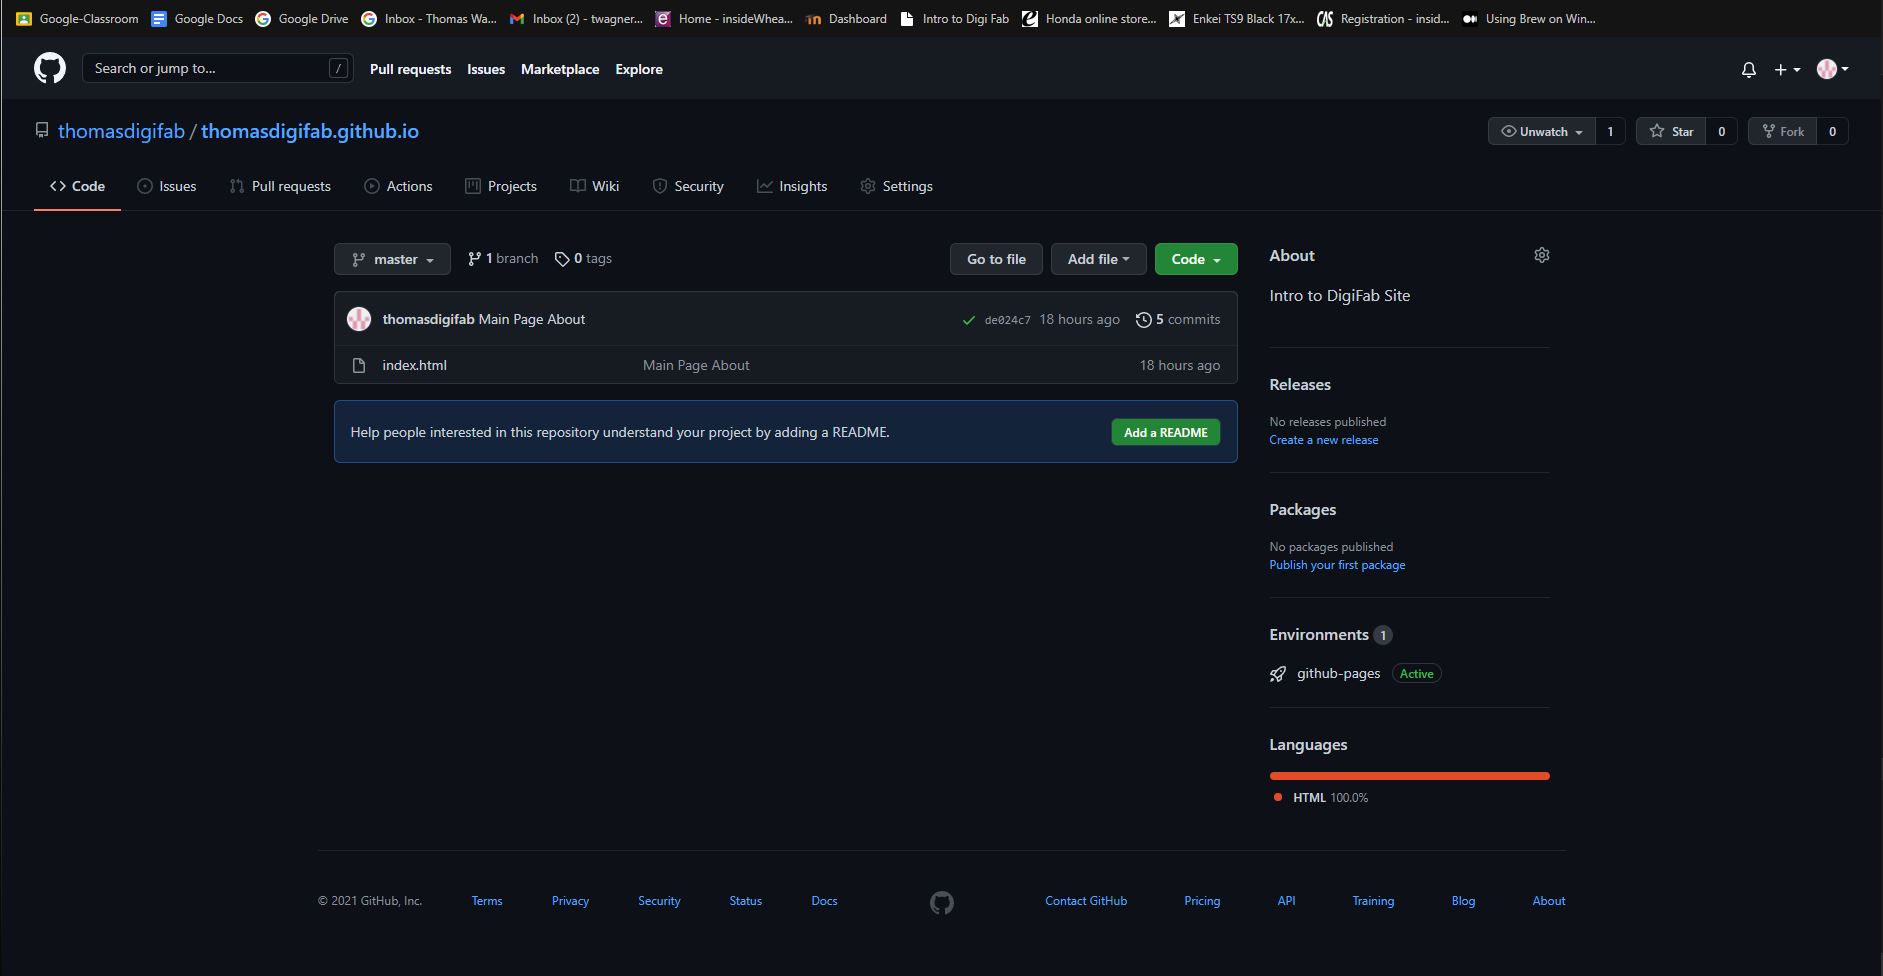 Google-Classroom Google Docs Google Drive Inbox - Thomas Wa... Inbox (2) - twagner... Home - insideWhea... Dashboard Intro to Digi Fab Honda online store... Enkei TS9 Black 17x... Registration - insid... Using Brew on Win...
Search or jump to... / Pull requests Issues Marketplace Explore
thomasdigifab / thomasdigifab.github.io Unwatch 1 Star 0 Fork 0
Code Issues Pull requests Actions Projects Wiki Security Insights Settings
master 1 branch 0 tags Go to file Add file Code
thomasdigifab Main Page About de024c7 18 hours ago 5 commits
index.html Main Page About 18 hours ago
Help people interested in this repository understand your project by adding a README. Add a README
About
Intro to DigiFab Site
Releases
No releases published
Create a new release
Packages
No packages published
Publish your first package
Environments 1
github-pages Active
Languages
HTML 100.0%
© 2021 GitHub, Inc. Terms Privacy Security Status Docs Contact GitHub Pricing API Training Blog About